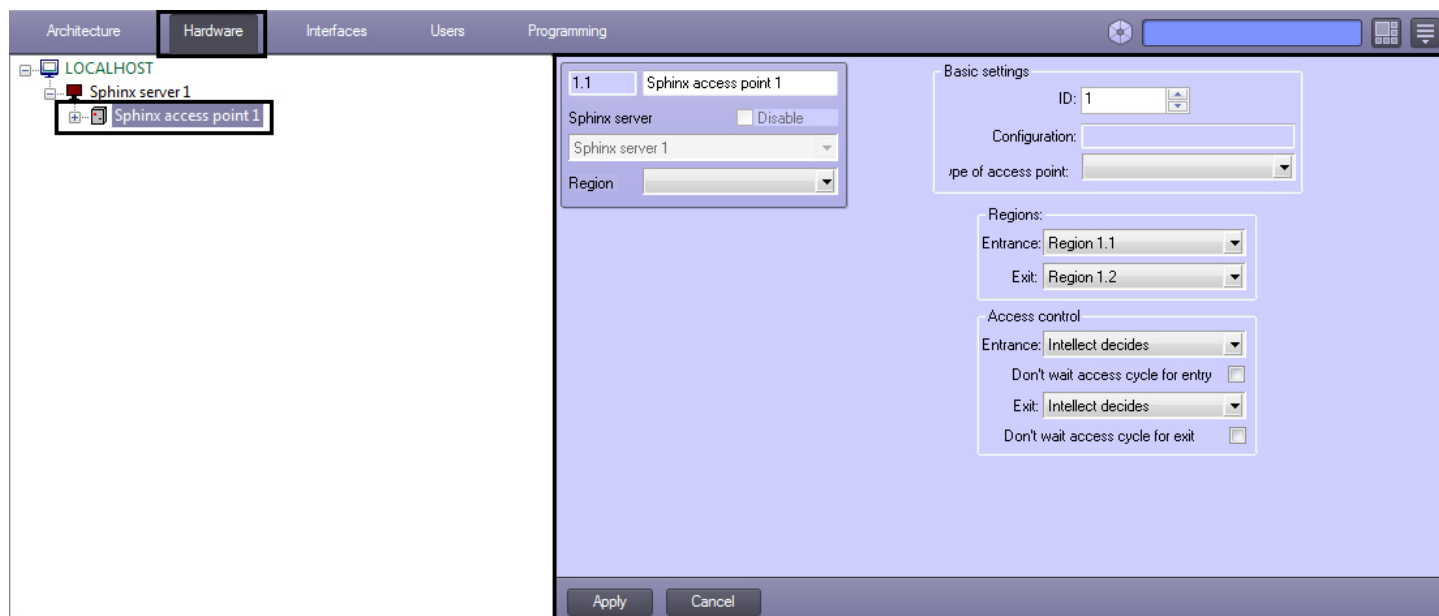 Architecture Hardware Interfaces Users Programming
LOCALHOST
Sphinx server 1
Sphinx access point 1
1.1 Sphinx access point 1
Sphinx server Disable
Sphinx server 1
Region
Basic settings
ID: 1
Configuration:
ype of access point:
Regions:
Entrance: Region 1.1
Exit: Region 1.2
Access control
Entrance: Intellect decides
Don't wait access cycle for entry
Exit: Intellect decides
Don't wait access cycle for exit
Apply Cancel